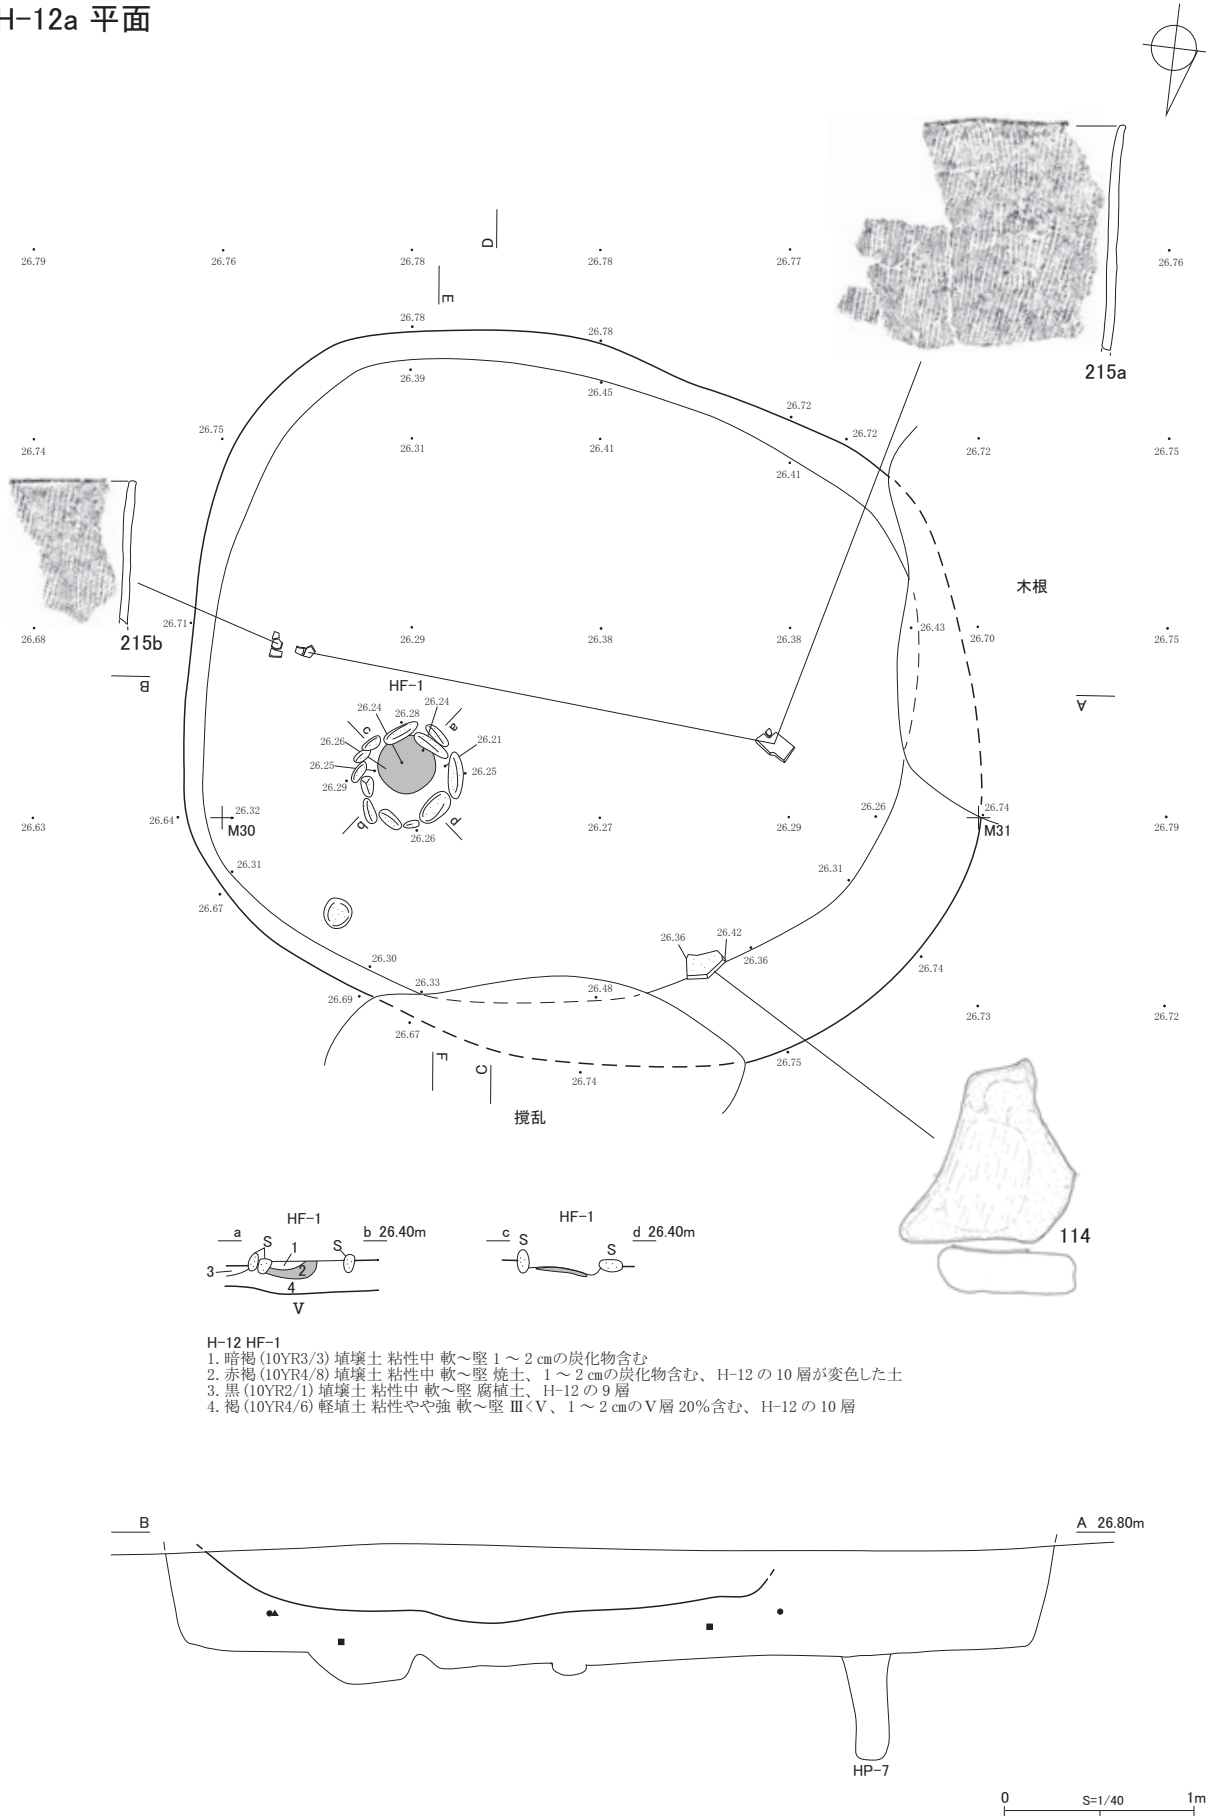 H-12a 平面
D
26.79 26.76 26.78 26.78 26.77 26.76
E
215a
26.78
26.78
26.39
26.45
26.72
26.75 26.72
26.74 26.31 26.41 26.41 26.72 26.75
215b
木根
26.71
26.68 26.29 26.38 26.38 26.43 26.70 26.75
B
HF-1
A
26.24 26.28 26.24
c a
26.26 26.21
26.25 26.25
26.29
26.64 26.32 26.26 26.74
b d
26.63 M30 26.26 26.27 26.29 M31 26.79
26.31 26.31
26.67
26.36 26.42
26.30 26.36
26.33 26.74
26.69 26.48
26.67 26.73 26.72
F C 26.75
26.74
撹乱
114
HF-1 HF-1
a b 26.40m c d 26.40m
S 1 S S S
3 2
4
V
H-12 HF-1
1. 暗褐 (10YR3/3) 埴壌土 粘性中 軟～堅 1～2㎝の炭化物含む
2. 赤褐 (10YR4/8) 埴壌土 粘性中 軟～堅 焼土、1～2㎝の炭化物含む、H-12の10層が変色した土
3. 黒 (10YR2/1) 埴壌土 粘性中 軟～堅 腐植土、H-12の9層
4. 褐 (10YR4/6) 軽埴土 粘性やや強 軟～堅 Ⅲ<Ⅴ、1～2㎝のⅤ層20％含む、H-12の10層
B A 26.80m
HP-7
0 S=1/40 1m